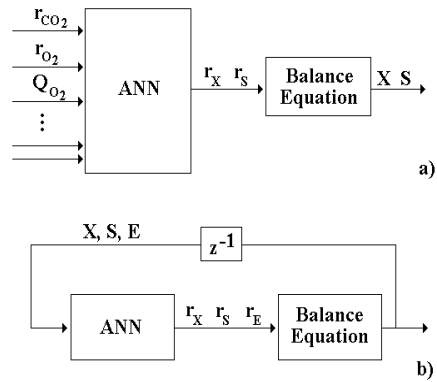 r_CO2
r_O2
Q_O2
⋮
ANN
r_X r_S
Balance
Equation
X S
a)
X, S, E
z^-1
ANN
r_X r_S r_E
Balance
Equation
b)